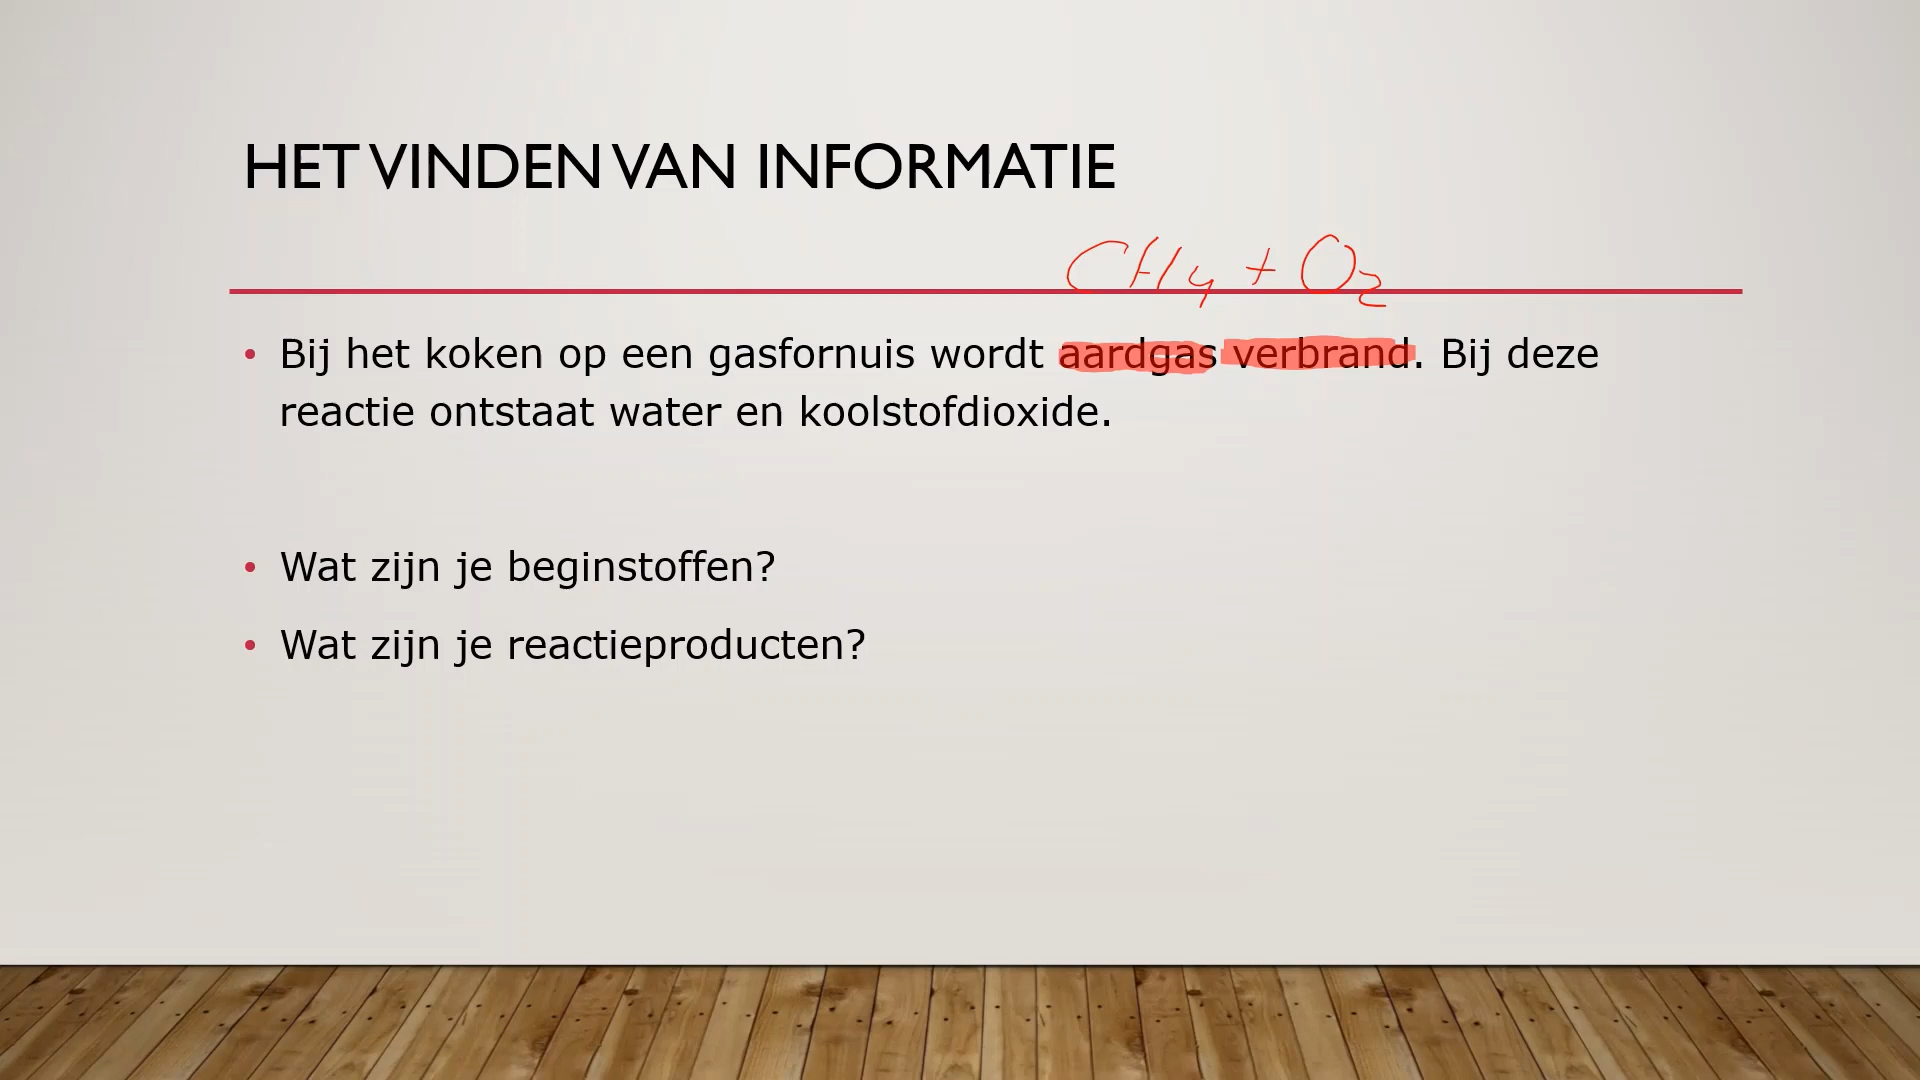 HET VINDEN VAN INFORMATIE
CH4 + O2
• Bij het koken op een gasfornuis wordt aardgas verbrand. Bij deze
reactie ontstaat water en koolstofdioxide.
• Wat zijn je beginstoffen?
• Wat zijn je reactieproducten?